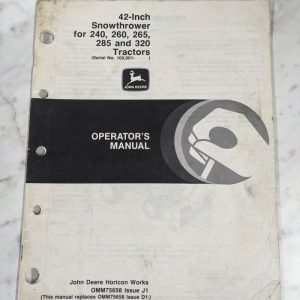 42-Inch
Snowthrower
for 240, 260, 265,
285 and 320
Tractors
(Serial No. 100,001-          )
JOHN DEERE
OPERATOR'S
MANUAL
John Deere Horicon Works
OMM75658 Issue J1
(This manual replaces OMM75658 Issue D1.)